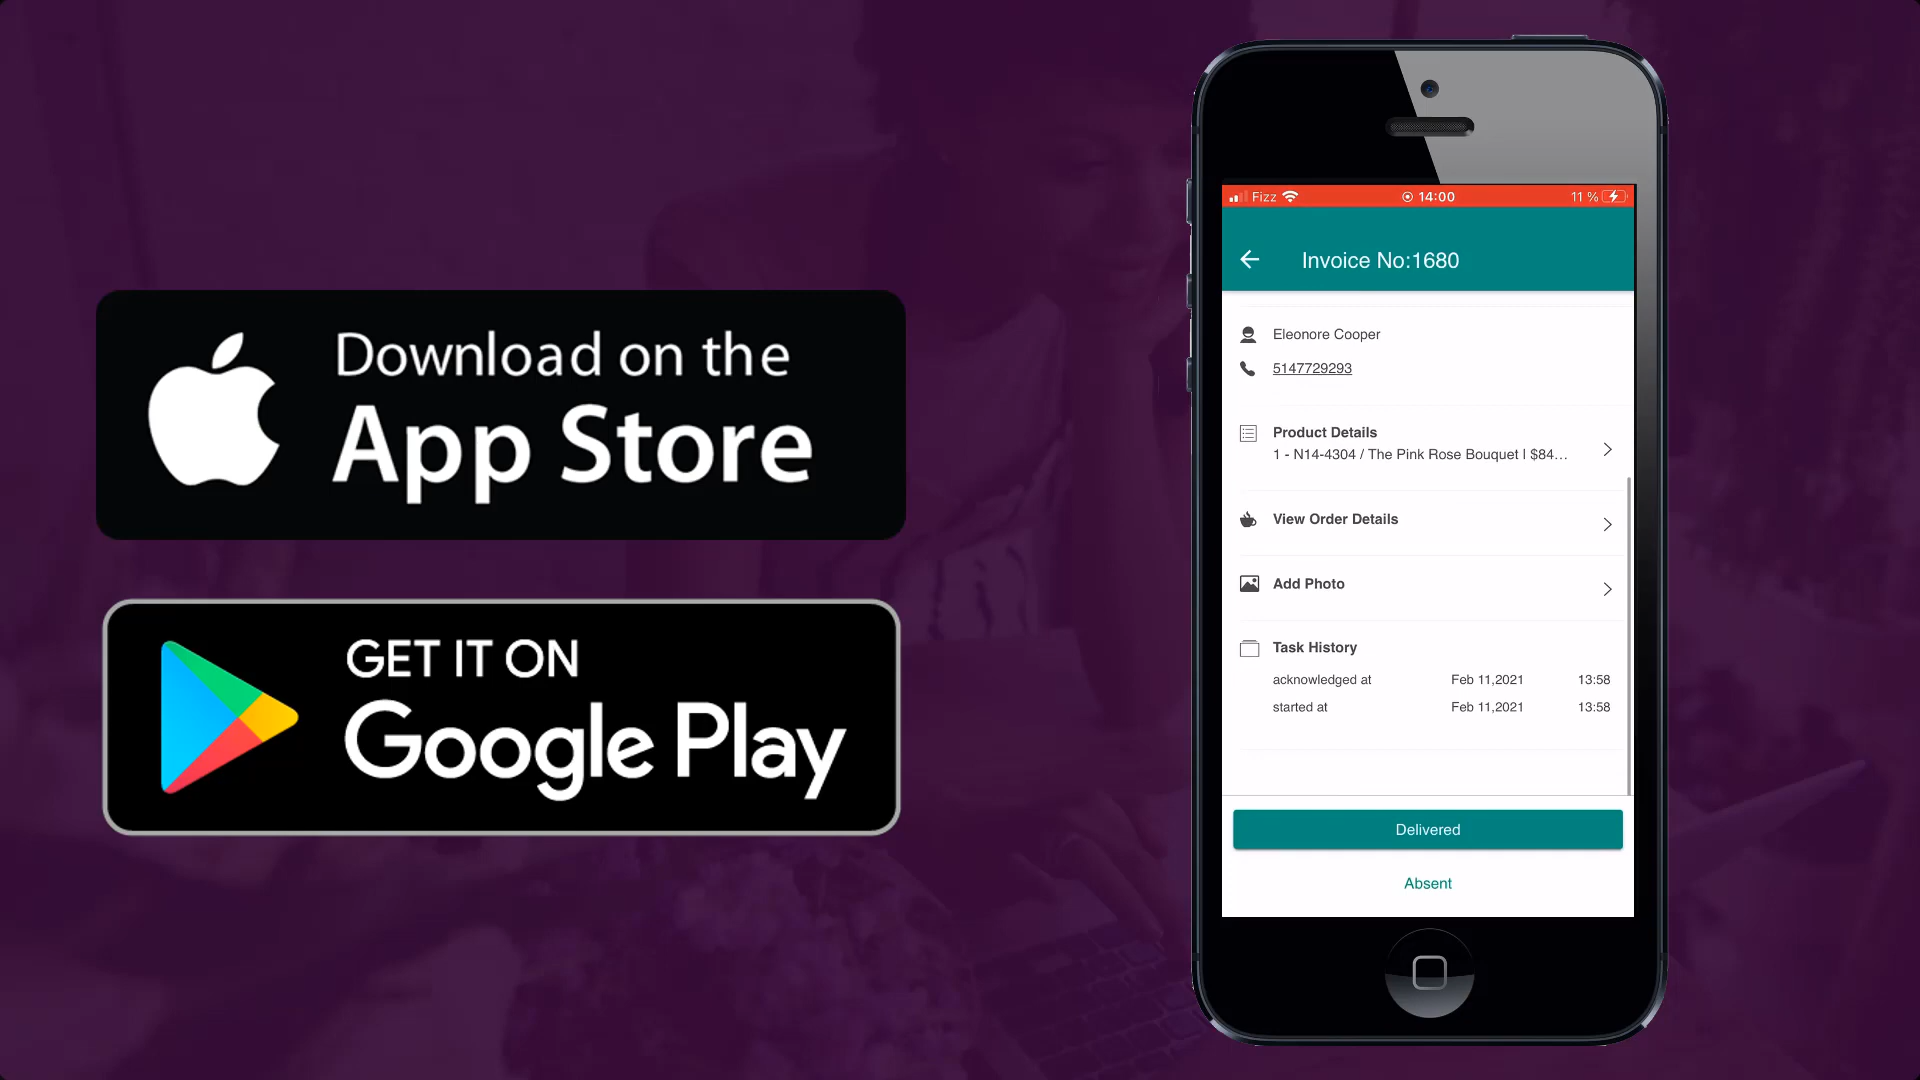 Download on the
App Store
GET IT ON
Google Play
Fizz 14:00 11 %
Invoice No:1680
Eleonore Cooper
5147729293
Product Details
1 - N14-4304 / The Pink Rose Bouquet | $84...
View Order Details
Add Photo
Task History
acknowledged at Feb 11,2021 13:58
started at Feb 11,2021 13:58
Delivered
Absent